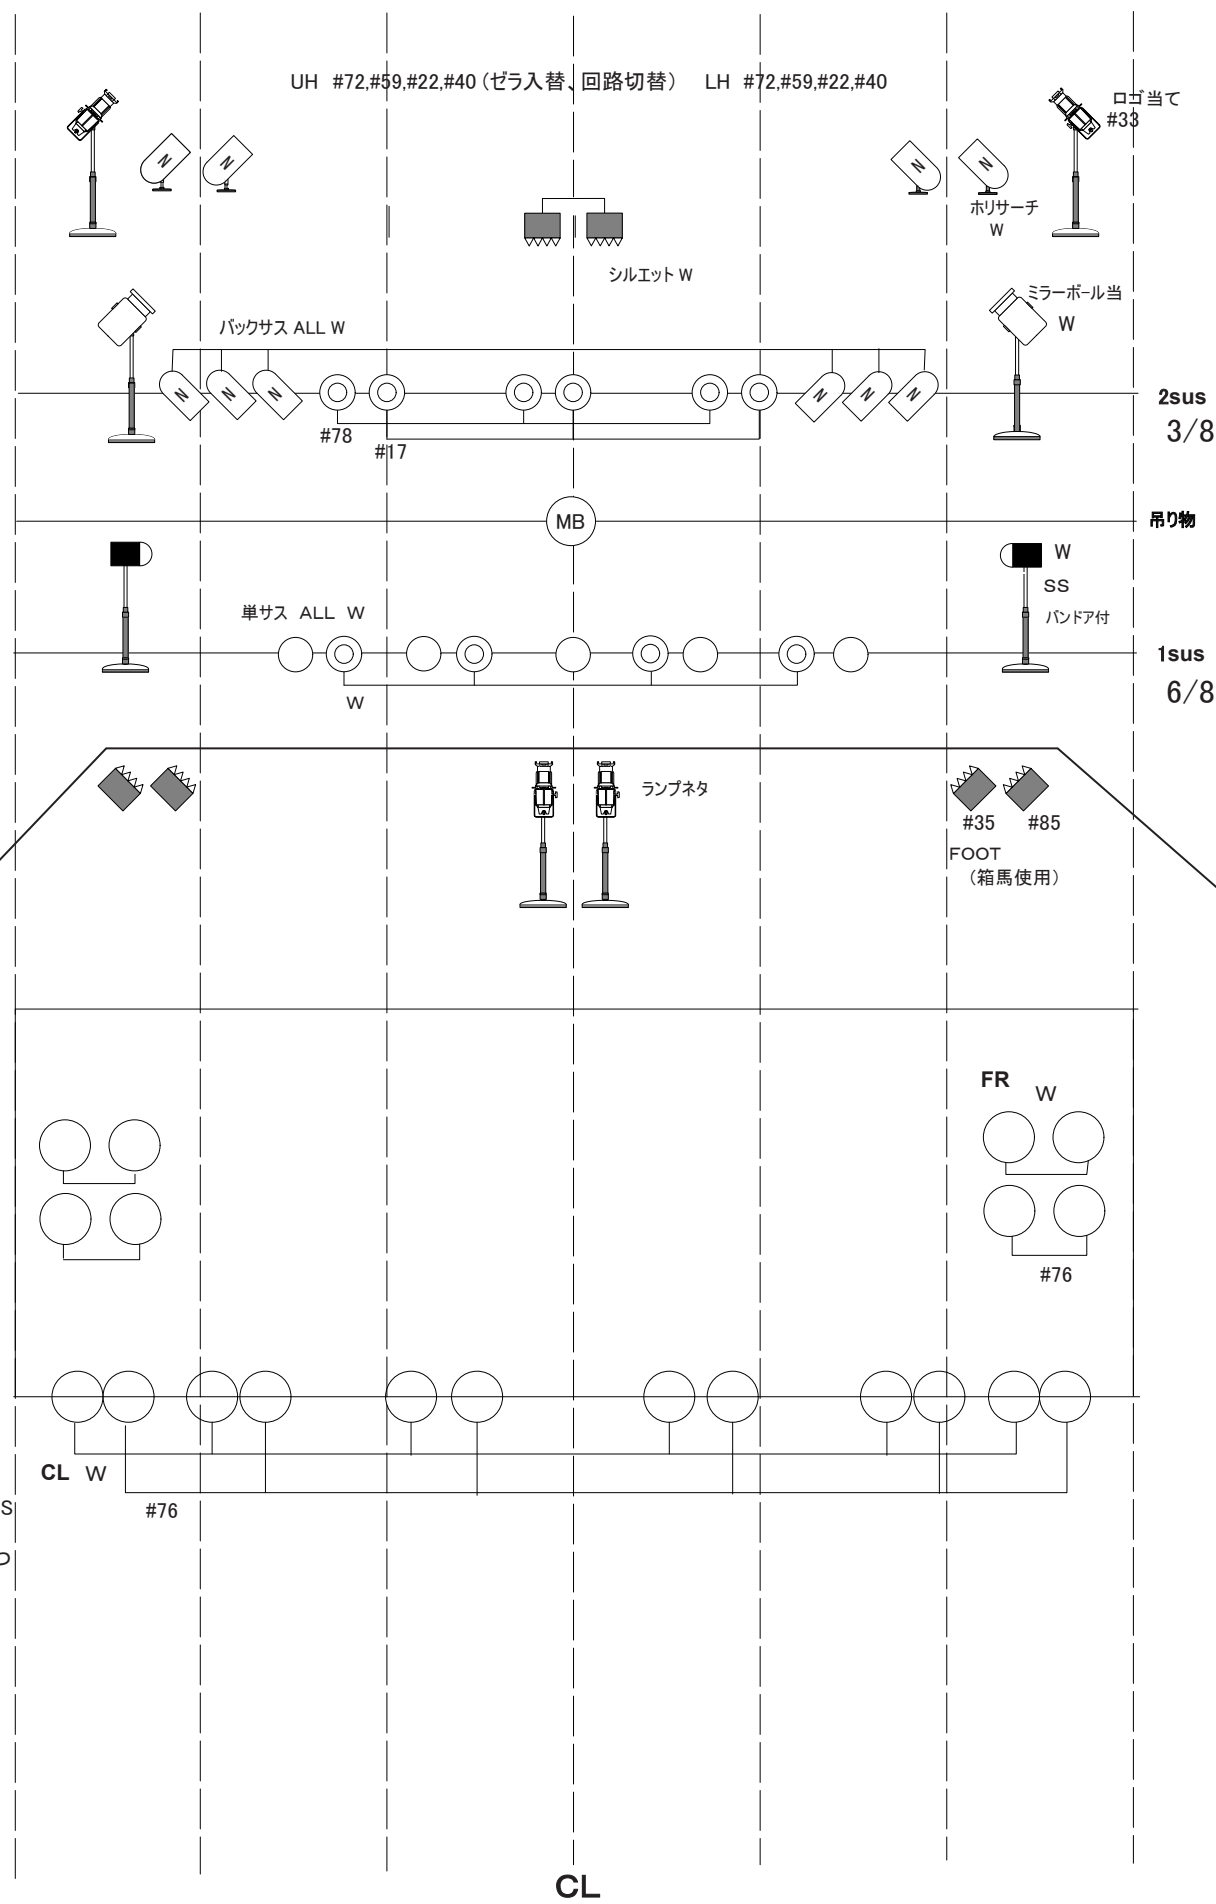 UH #72,#59,#22,#40 (ゼラ入替、回路切替) LH #72,#59,#22,#40
ロゴ当て
#33
N
N
N
N
ホリサーチ
W
シルエット W
ミラーボール当
W
バックサス ALL W
N
N
N
N
N
N
2sus
3/8
#78
#17
MB
吊り物
W
SS
バンドア付
単サス ALL W
1sus
6/8
W
ランプネタ
#35 #85
FOOT
(箱馬使用)
FR W
#76
CL W
S
#76
つ
CL